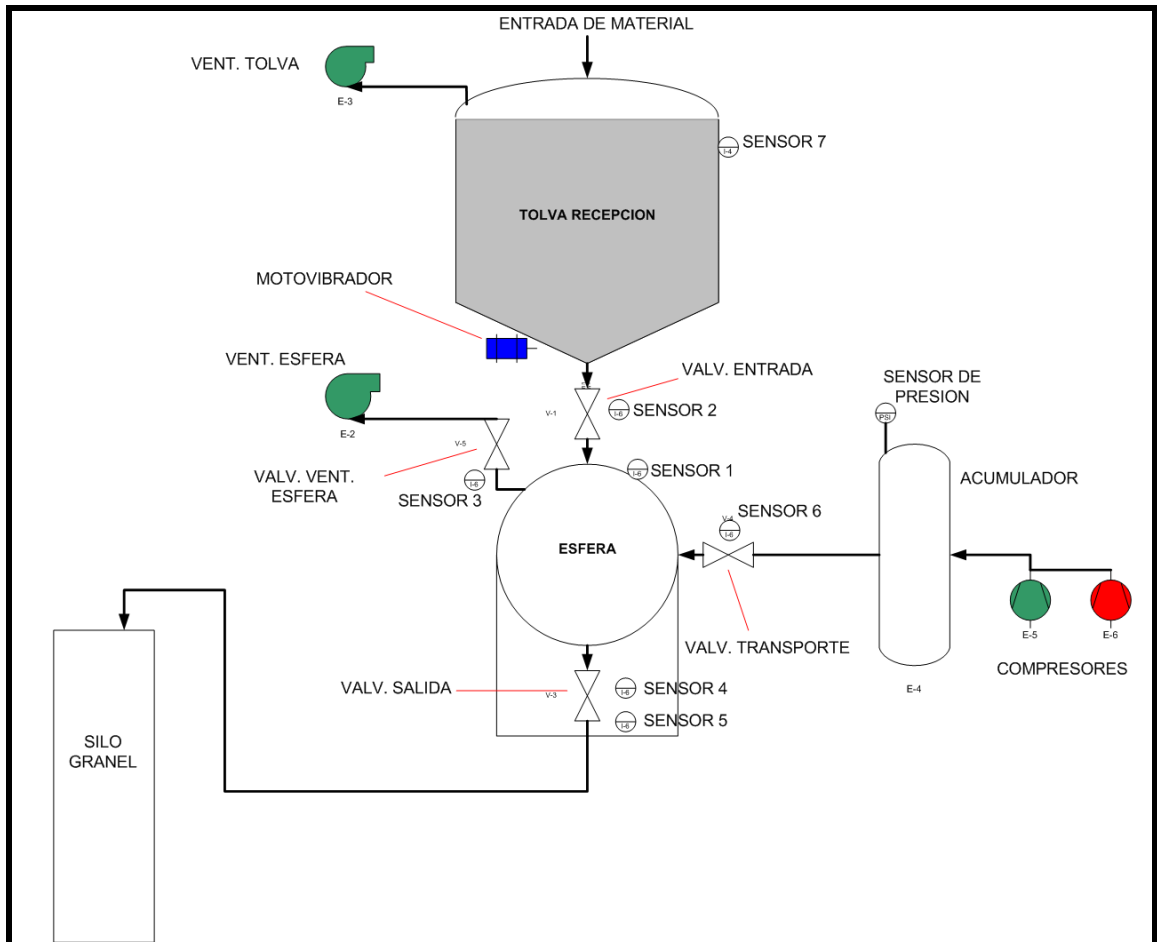 ENTRADA DE MATERIAL
VENT. TOLVA
E-3
SENSOR 7
I-4
TOLVA RECEPCION
MOTOVIBRADOR
VENT. ESFERA
E-2
VALV. ENTRADA
V-1
I-6
SENSOR 2
SENSOR DE
PRESION
PSI
V-5
VALV. VENT.
ESFERA
I-6
SENSOR 3
I-6
SENSOR 1
ACUMULADOR
SENSOR 6
V-4
I-6
ESFERA
E-5
E-6
COMPRESORES
VALV. TRANSPORTE
E-4
VALV. SALIDA
V-3
I-6
SENSOR 4
I-6
SENSOR 5
SILO
GRANEL